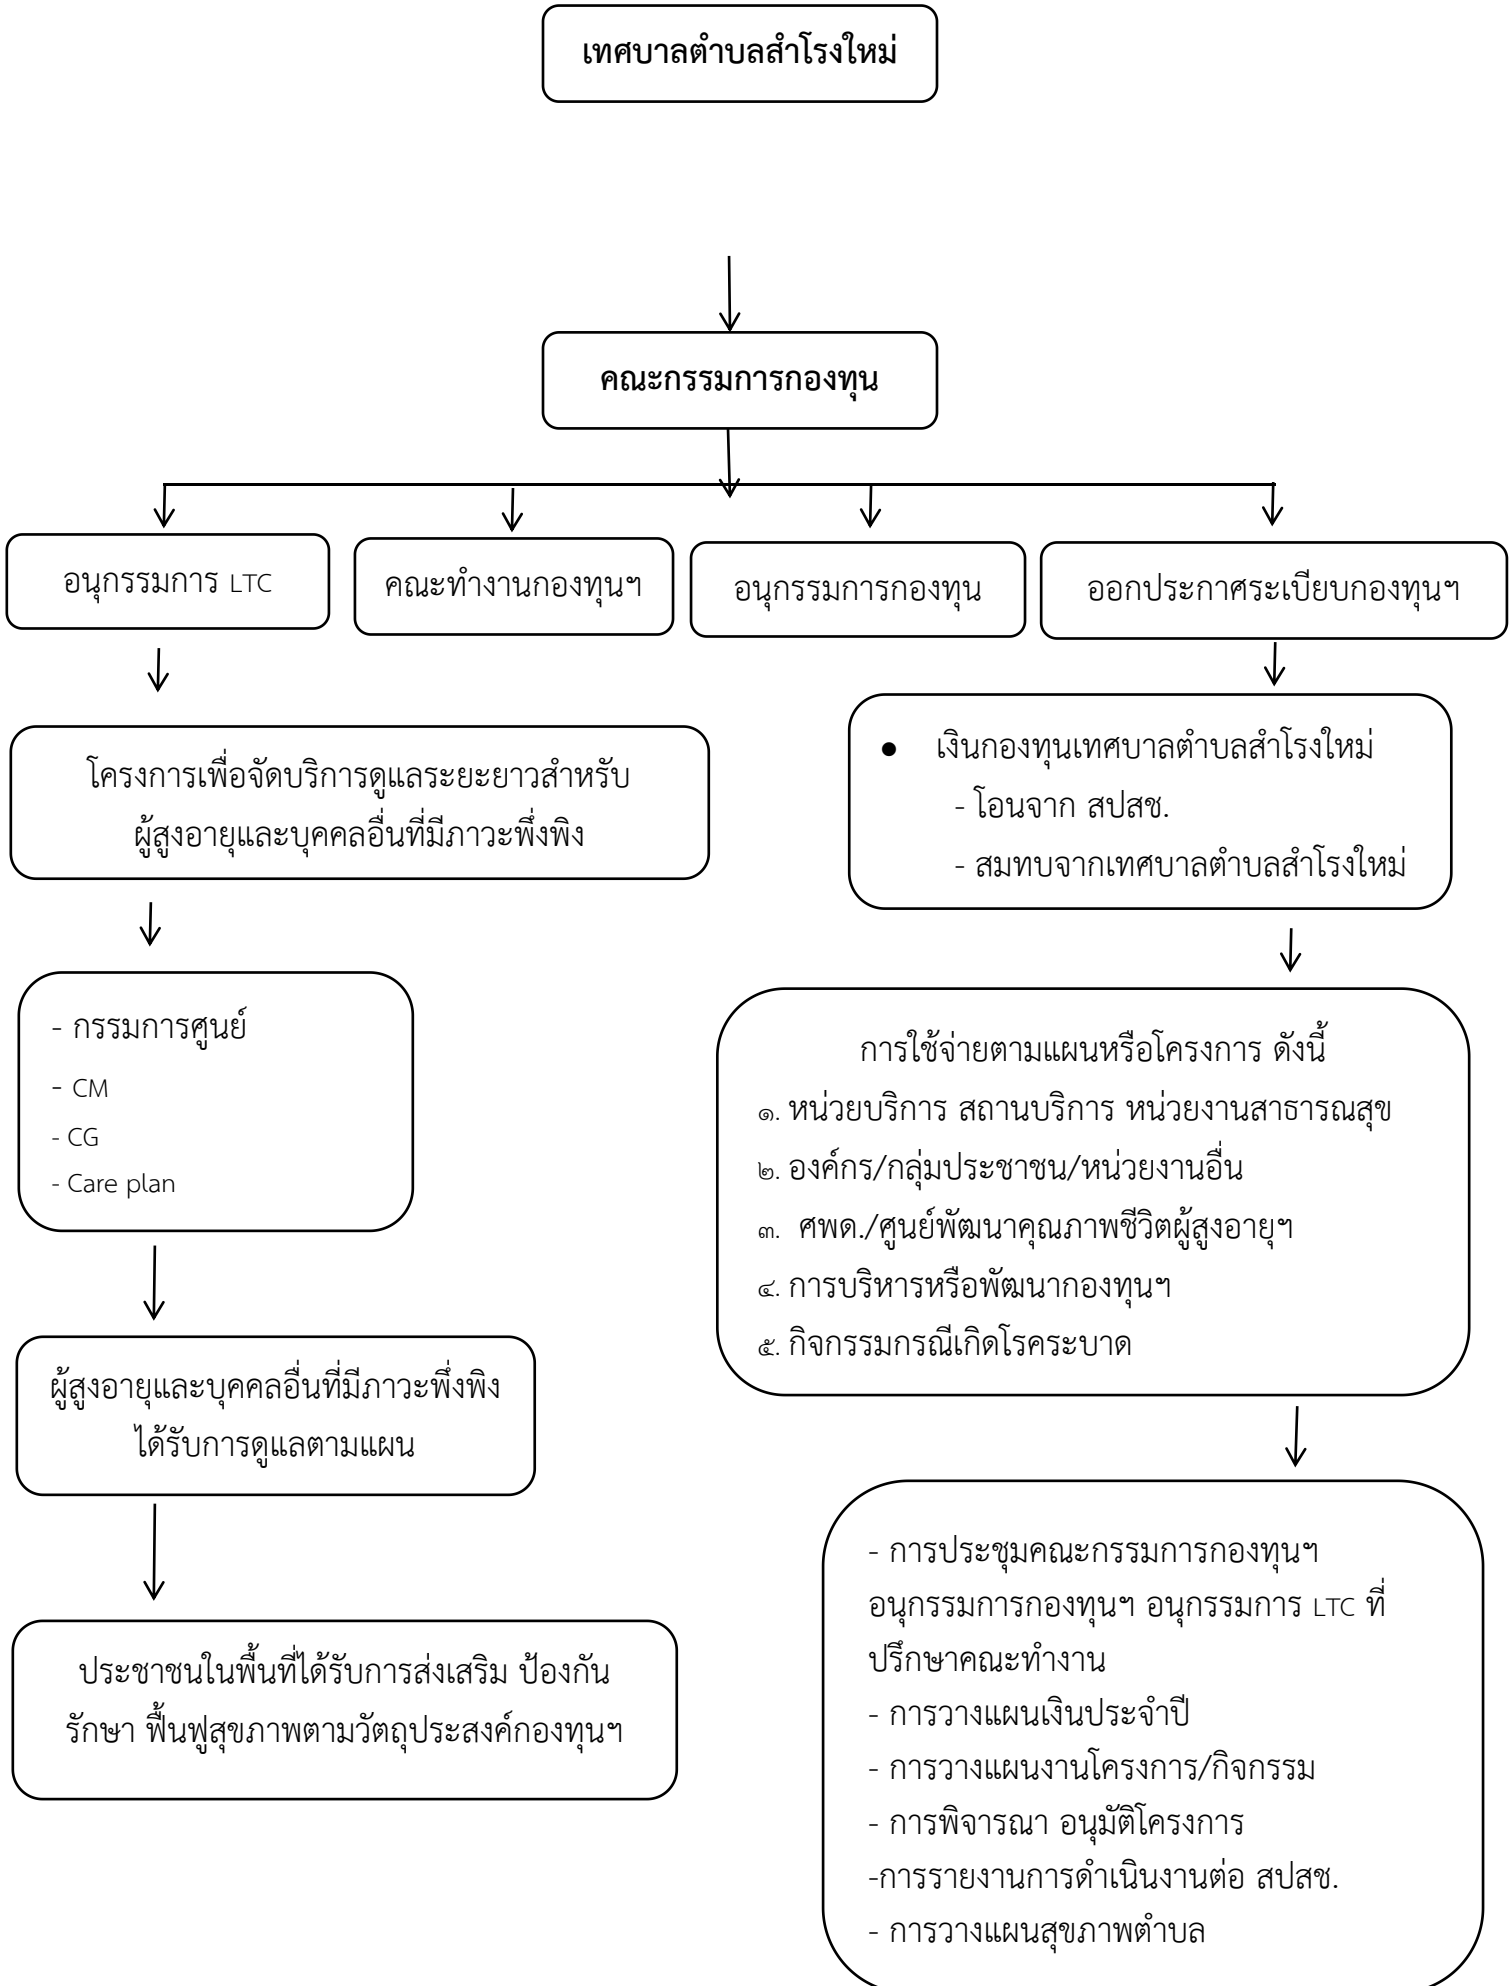 เทศบาลตำบลสำโรงใหม่
คณะกรรมการกองทุน
อนุกรรมการ LTC
คณะทำงานกองทุนฯ
อนุกรรมการกองทุน
ออกประกาศระเบียบกองทุนฯ
โครงการเพื่อจัดบริการดูแลระยะยาวสำหรับ
ผู้สูงอายุและบุคคลอื่นที่มีภาวะพึ่งพิง
- กรรมการศูนย์
- CM
- CG
- Care plan
ผู้สูงอายุและบุคคลอื่นที่มีภาวะพึ่งพิง
ได้รับการดูแลตามแผน
ประชาชนในพื้นที่ได้รับการส่งเสริม ป้องกัน
รักษา ฟื้นฟูสุขภาพตามวัตถุประสงค์กองทุนฯ
• เงินกองทุนเทศบาลตำบลสำโรงใหม่
- โอนจาก สปสช.
- สมทบจากเทศบาลตำบลสำโรงใหม่
การใช้จ่ายตามแผนหรือโครงการ ดังนี้
๑. หน่วยบริการ สถานบริการ หน่วยงานสาธารณสุข
๒. องค์กร/กลุ่มประชาชน/หน่วยงานอื่น
๓. ศพด./ศูนย์พัฒนาคุณภาพชีวิตผู้สูงอายุฯ
๔. การบริหารหรือพัฒนากองทุนฯ
๕. กิจกรรมกรณีเกิดโรคระบาด
- การประชุมคณะกรรมการกองทุนฯ
อนุกรรมการกองทุนฯ อนุกรรมการ LTC ที่
ปรึกษาคณะทำงาน
- การวางแผนเงินประจำปี
- การวางแผนงานโครงการ/กิจกรรม
- การพิจารณา อนุมัติโครงการ
-การรายงานการดำเนินงานต่อ สปสช.
- การวางแผนสุขภาพตำบล